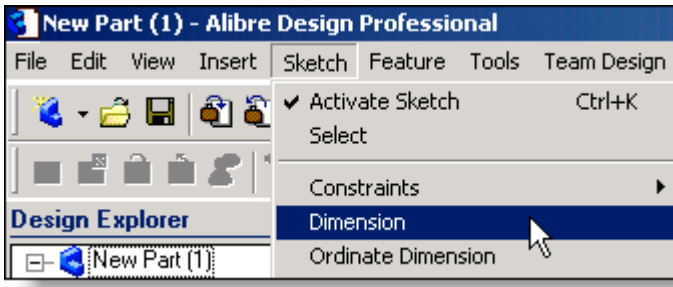 New Part (1) - Alibre Design Professional
File Edit View Insert Sketch Feature Tools Team Design
Activate Sketch Ctrl+K
Select
Constraints
Design Explorer Dimension
New Part (1) Ordinate Dimension